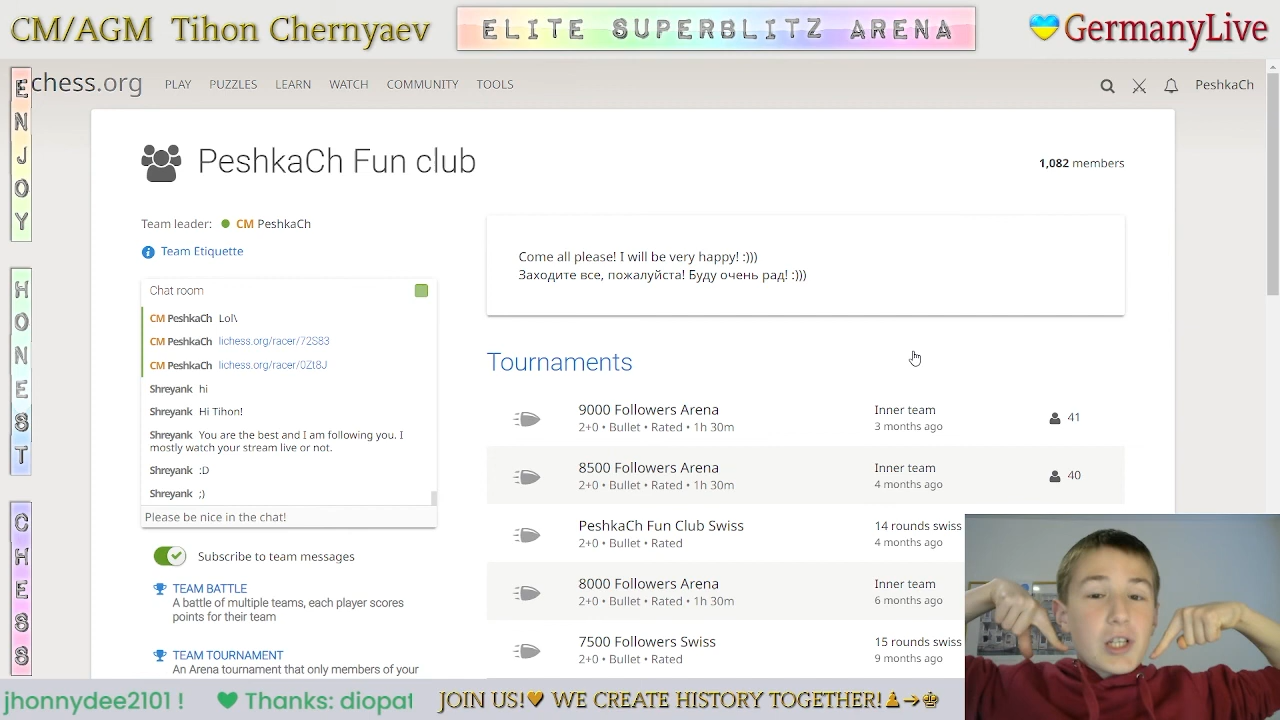 CM/AGM Tihon Chernyaev
ELITE SUPERBLITZ ARENA
GermanyLive
ENJOY
HONEST
CHESS
chess.org
PLAY PUZZLES LEARN WATCH COMMUNITY TOOLS
PeshkaCh
PeshkaCh Fun club
1,082 members
Team leader: CM PeshkaCh
Team Etiquette
Chat room
CM PeshkaCh Lol\
CM PeshkaCh lichess.org/racer/72S83
CM PeshkaCh lichess.org/racer/0Zt8J
Shreyank hi
Shreyank Hi Tihon!
Shreyank You are the best and I am following you. I
mostly watch your stream live or not.
Shreyank :D
Shreyank ;)
Please be nice in the chat!
Subscribe to team messages
TEAM BATTLE
A battle of multiple teams, each player scores
points for their team
TEAM TOURNAMENT
An Arena tournament that only members of your
Come all please! I will be very happy! :)))
Заходите все, пожалуйста! Буду очень рад! :)))
Tournaments
9000 Followers Arena Inner team 41
2+0 • Bullet • Rated • 1h 30m 3 months ago
8500 Followers Arena Inner team 40
2+0 • Bullet • Rated • 1h 30m 4 months ago
PeshkaCh Fun Club Swiss 14 rounds swiss
2+0 • Bullet • Rated 4 months ago
8000 Followers Arena Inner team
2+0 • Bullet • Rated • 1h 30m 6 months ago
7500 Followers Swiss 15 rounds swiss
2+0 • Bullet • Rated 9 months ago
jhonnydee2101 ! Thanks: diopat
JOIN US! WE CREATE HISTORY TOGETHER!